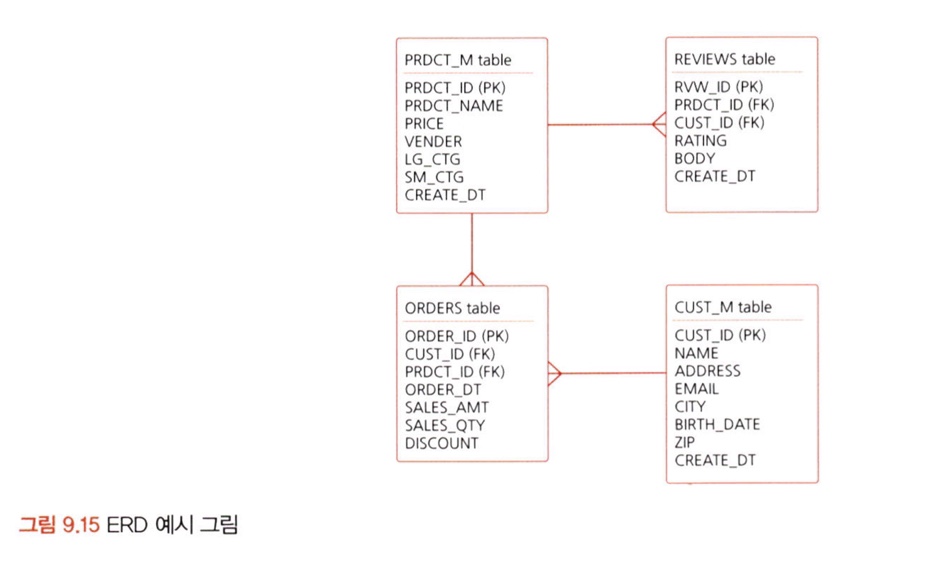 PRDCT_M table
PRDCT_ID (PK)
PRDCT_NAME
PRICE
VENDER
LG_CTG
SM_CTG
CREATE_DT
REVIEWS table
RVW_ID (PK)
PRDCT_ID (FK)
CUST_ID (FK)
RATING
BODY
CREATE_DT
ORDERS table
ORDER_ID (PK)
CUST_ID (FK)
PRDCT_ID (FK)
ORDER_DT
SALES_AMT
SALES_QTY
DISCOUNT
CUST_M table
CUST_ID (PK)
NAME
ADDRESS
EMAIL
CITY
BIRTH_DATE
ZIP
CREATE_DT
그림 9.15 ERD 예시 그림